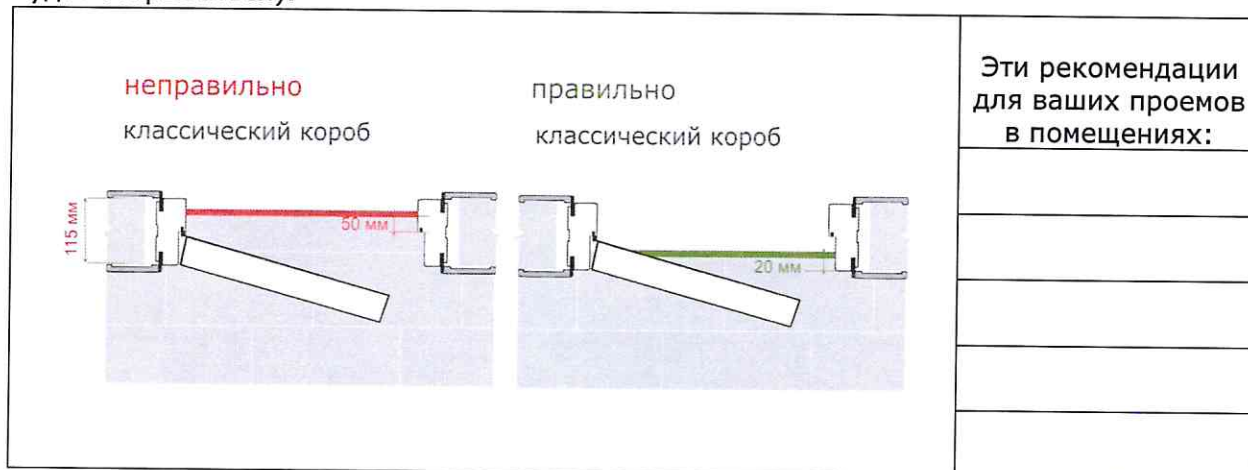 неправильно
классический короб
115 мм
50 мм
правильно
классический короб
20 мм
Эти рекомендации
для ваших проемов
в помещениях: